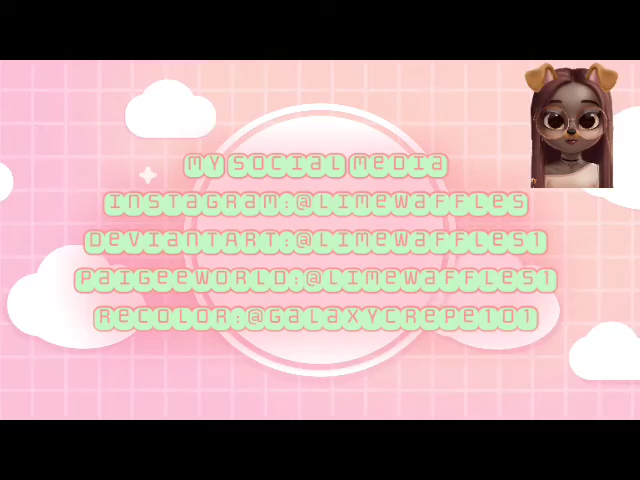 MY SOCIAL MEDIA
INSTAGRAM:@LIMEWAFFLES
DEVIANTART:@LIMEWAFFLES1
PAIGEEWORLD:@LIMEWAFFLES1
RECOLOR:@GALAXYCREPE101